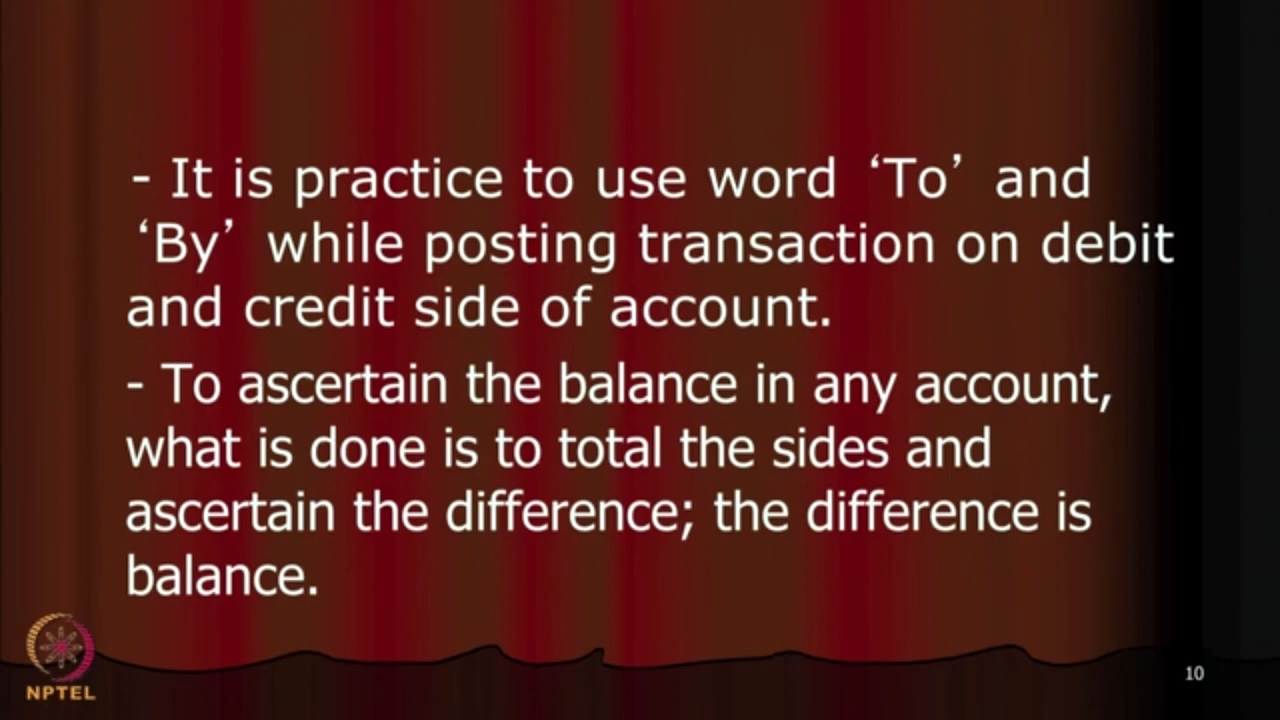 - It is practice to use word ‘To’ and
‘By’ while posting transaction on debit
and credit side of account.
- To ascertain the balance in any account,
what is done is to total the sides and
ascertain the difference; the difference is
balance.
NPTEL
10